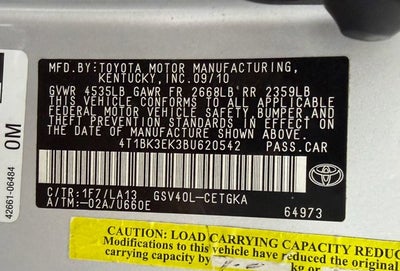 MFD.BY:TOYOTA MOTOR MANUFACTURING,
KENTUCKY,INC.09/10
GVWR 4535LB GAWR FR 2668LB RR 2359LB
THIS VEHICLE CONFORMS TO ALL APPLICABLE
FEDERAL MOTOR VEHICLE SAFETY,BUMPER,AND
THEFT PREVENTION STANDARDS IN EFFECT ON
THE DATE OF MANUFACTURE SHOWN ABOVE.
4T1BK3EK3BU620542 PASS.CAR
C/TR:1F7/LA13 GSV40L-CETGKA
A/TM:-02A/U660E
TOYOTA
64973
0M
42661-06484
CAUTION: LOAD CARRYING CAPACITY REDUC
Modifications to this vehicle have reduced the original
carrying capacity by